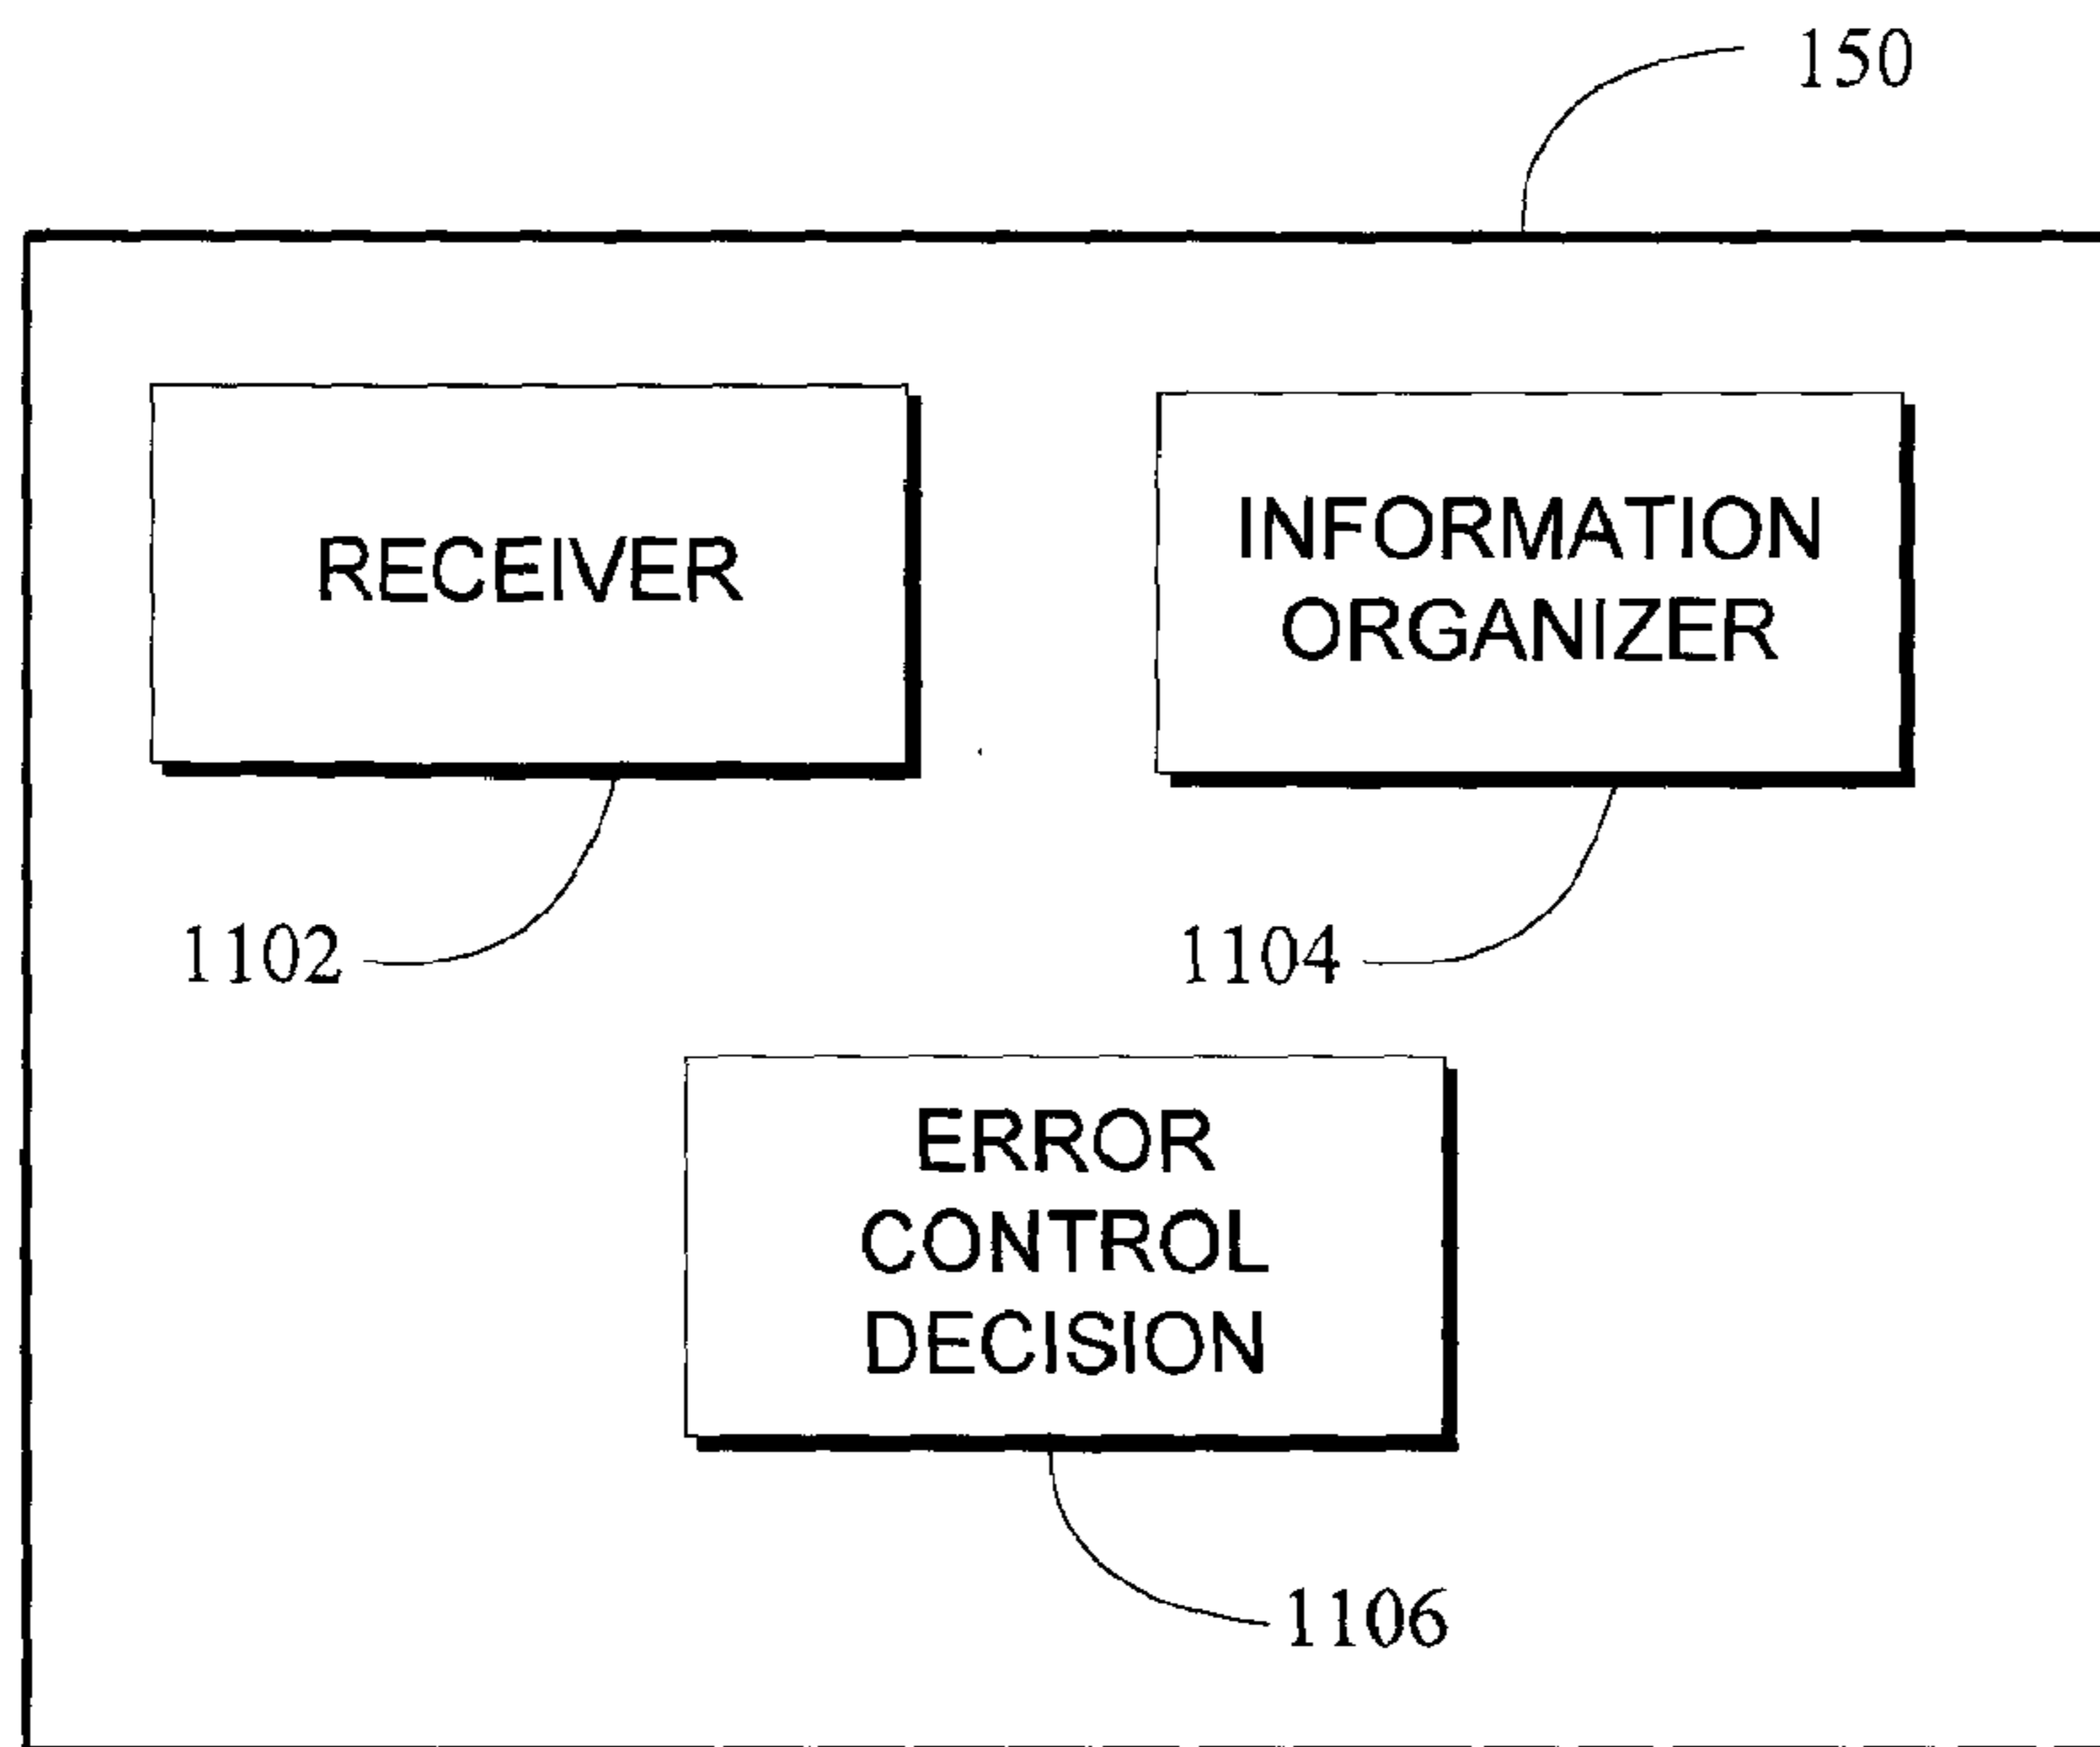 150
RECEIVER
INFORMATION
ORGANIZER
1102
1104
ERROR
CONTROL
DECISION
1106